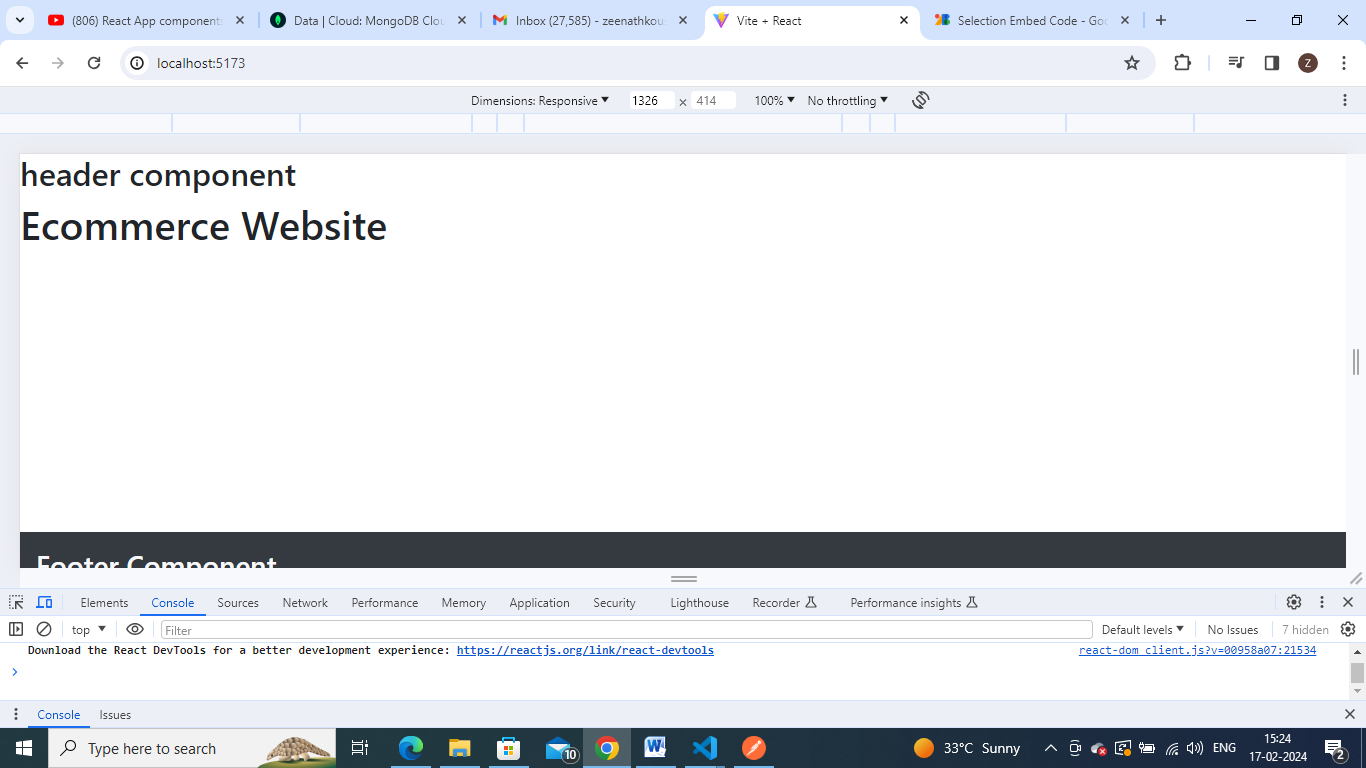 (806) React App component
Data | Cloud: MongoDB Clou
Inbox (27,585) - zeenathkous
Vite + React
Selection Embed Code - Goo
localhost:5173
Z
Dimensions: Responsive 1326 × 414 100% No throttling
header component
Ecommerce Website
Footer Component
Elements Console Sources Network Performance Memory Application Security Lighthouse Recorder Performance insights
top Filter Default levels No Issues 7 hidden
Download the React DevTools for a better development experience: https://reactjs.org/link/react-devtools react-dom client.js?v=00958a07:21534
Console Issues
Type here to search
10
33°C Sunny
ENG
15:24
17-02-2024
2